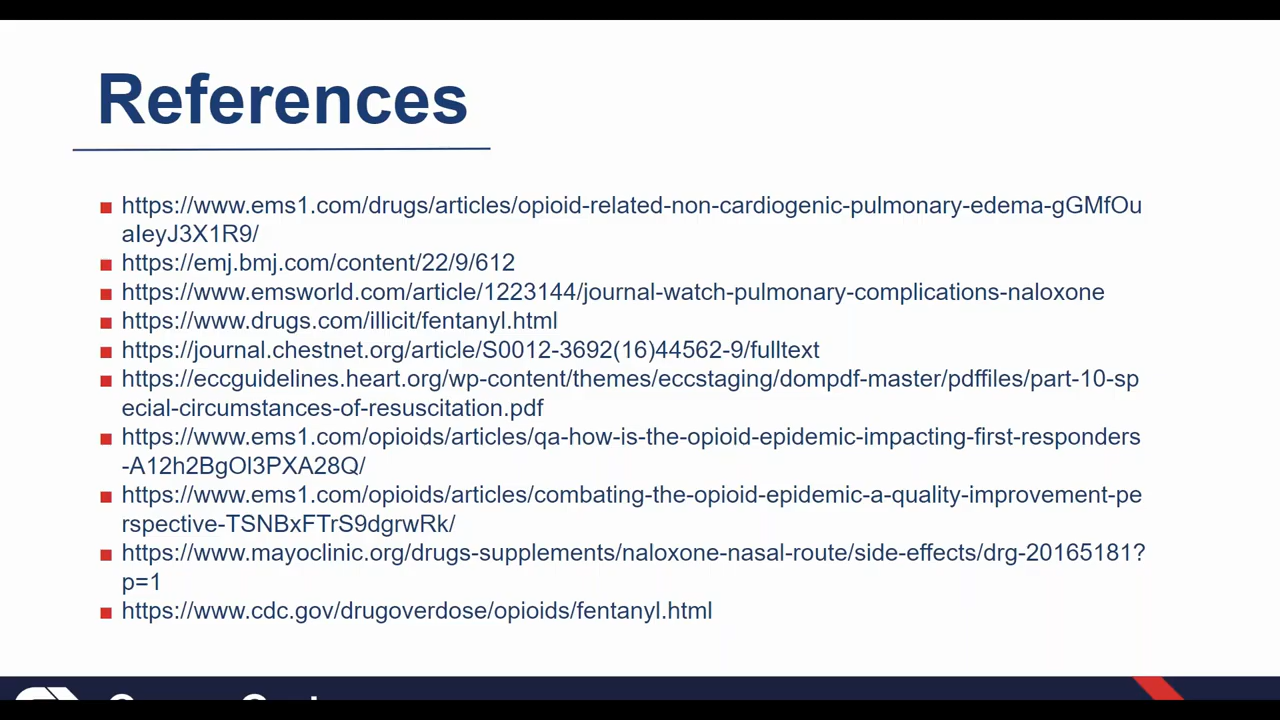 References
https://www.ems1.com/drugs/articles/opioid-related-non-cardiogenic-pulmonary-edema-gGMfOu
aIeyJ3X1R9/
https://emj.bmj.com/content/22/9/612
https://www.emsworld.com/article/1223144/journal-watch-pulmonary-complications-naloxone
https://www.drugs.com/illicit/fentanyl.html
https://journal.chestnet.org/article/S0012-3692(16)44562-9/fulltext
https://eccguidelines.heart.org/wp-content/themes/eccstaging/dompdf-master/pdffiles/part-10-sp
ecial-circumstances-of-resuscitation.pdf
https://www.ems1.com/opioids/articles/qa-how-is-the-opioid-epidemic-impacting-first-responders
-A12h2BgOl3PXA28Q/
https://www.ems1.com/opioids/articles/combating-the-opioid-epidemic-a-quality-improvement-pe
rspective-TSNBxFTrS9dgrwRk/
https://www.mayoclinic.org/drugs-supplements/naloxone-nasal-route/side-effects/drg-20165181?
p=1
https://www.cdc.gov/drugoverdose/opioids/fentanyl.html